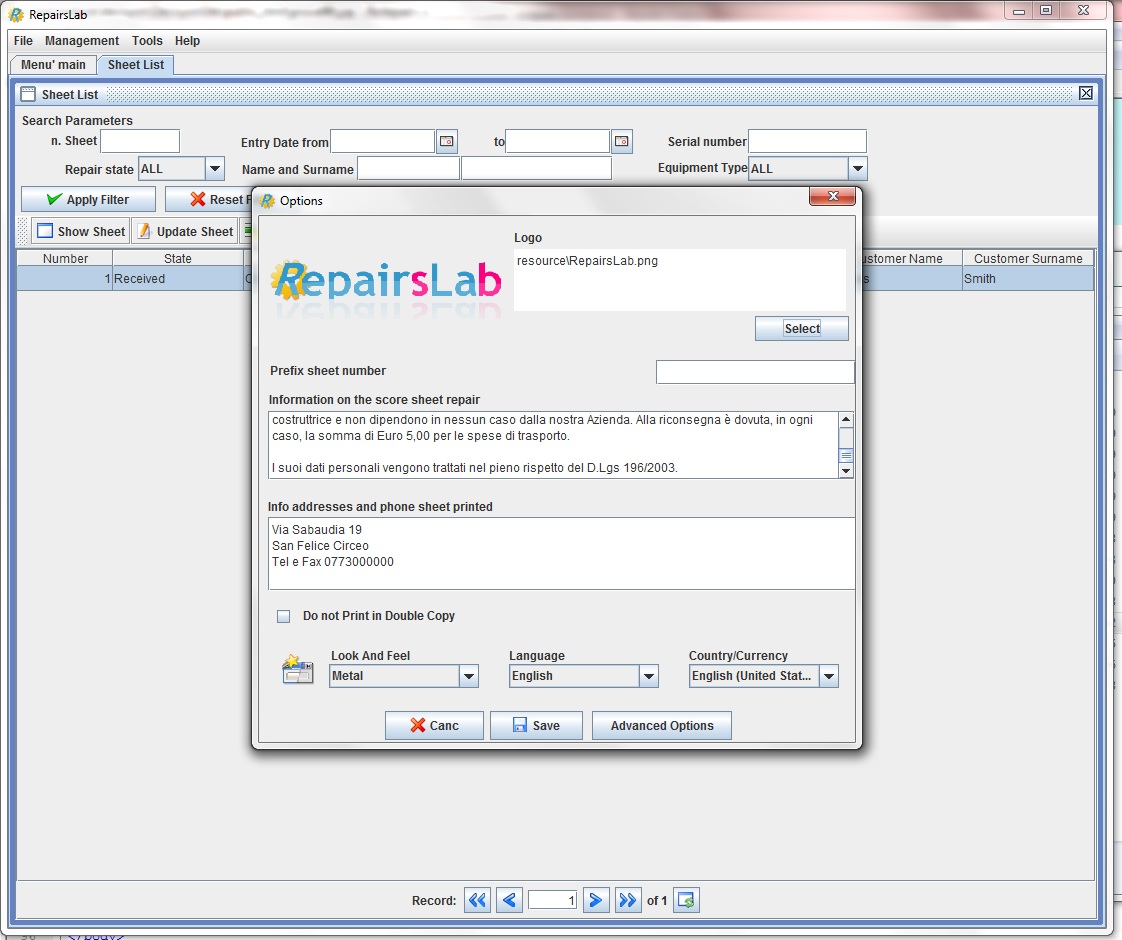 RepairsLab
File Management Tools Help
Menu' main Sheet List
Sheet List
Search Parameters
n. Sheet Entry Date from to Serial number
Repair state ALL Name and Surname Equipment Type ALL
Apply Filter Reset F
Options
Show Sheet Update Sheet
Number State ustomer Name Customer Surname
1 Received s Smith
Logo
RepairsLab
resource\RepairsLab.png
Select
Prefix sheet number
Information on the score sheet repair
costruttrice e non dipendono in nessun caso dalla nostra Azienda. Alla riconsegna è dovuta, in ogni
caso, la somma di Euro 5,00 per le spese di trasporto.
I suoi dati personali vengono trattati nel pieno rispetto del D.Lgs 196/2003.
Info addresses and phone sheet printed
Via Sabaudia 19
San Felice Circeo
Tel e Fax 0773000000
Do not Print in Double Copy
Look And Feel Language Country/Currency
Metal English English (United Stat...
Canc Save Advanced Options
Record: 1 of 1